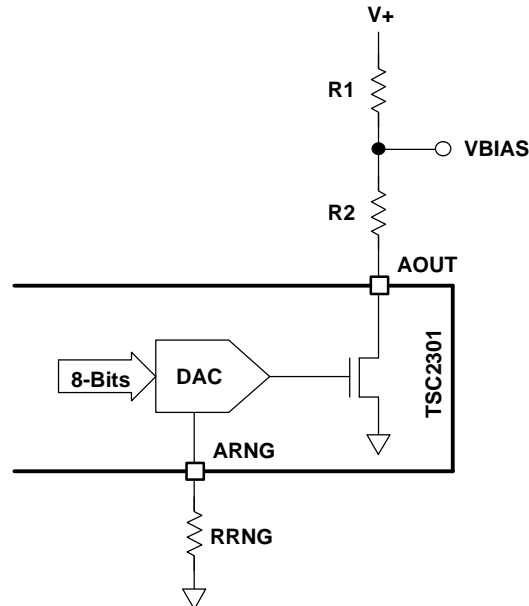 V+
R1
VBIAS
R2
AOUT
TSC2301
8-Bits
DAC
ARNG
RRNG